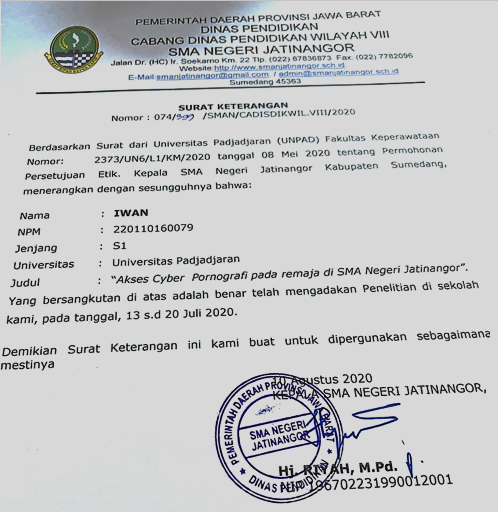 PEMERINTAH DAERAH PROVINSI JAWA BARAT
DINAS PENDIDIKAN
CABANG DINAS PENDIDIKAN WILAYAH VIII
SMA NEGERI JATINANGOR
Jalan Dr. (HC) Ir. Soekarno Km. 22 Tlp. (022) 87836873 Fax. (022) 7782096
Website:http://www.smanjatinangor.sch.id
E-Mail:smanjatinangor@gmail.com / admin@smanjatinangor.sch.id
Sumedang 45363
SURAT KETERANGAN
Nomor : 074/ /SMAN/CADISDIKWIL.VIII/2020
Berdasarkan Surat dari Universitas Padjadjaran (UNPAD) Fakultas Keperawataan
Nomor: 2373/UN6/L1/KM/2020 tanggal 08 Mei 2020 tentang Permohonan
Persetujuan Etik. Kepala SMA Negeri Jatinangor Kabupaten Sumedang,
menerangkan dengan sesungguhnya bahwa:
Nama : IWAN
NPM : 220110160079
Jenjang : S1
Universitas : Universitas Padjadjaran
Judul : "Akses Cyber Pornografi pada remaja di SMA Negeri Jatinangor".
Yang bersangkutan di atas adalah benar telah mengadakan Penelitian di sekolah
kami, pada tanggal, 13 s.d 20 Juli 2020.
Demikian Surat Keterangan ini kami buat untuk dipergunakan sebagaimana
mestinya
10 Agustus 2020
KEPALA SMA NEGERI JATINANGOR,
PEMERINTAH DAERAH PROVINSI JAWA BARAT
SMA NEGERI
JATINANGOR
DINAS PENDIDIKAN
Hj. RIYAH, M.Pd.
NIP 196702231990012001